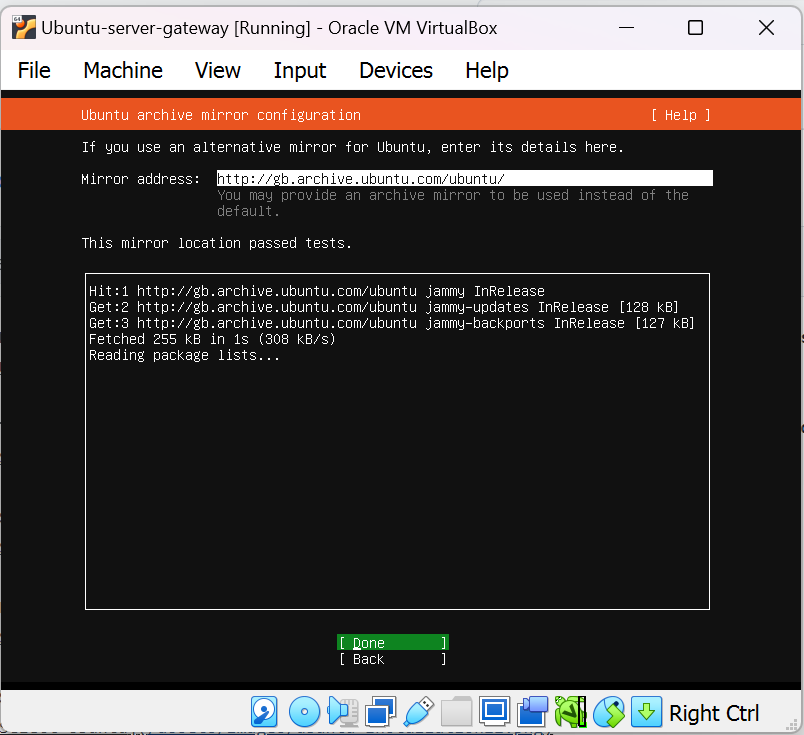 Ubuntu-server-gateway [Running] - Oracle VM VirtualBox
File Machine View Input Devices Help
Ubuntu archive mirror configuration [ Help ]
If you use an alternative mirror for Ubuntu, enter its details here.
Mirror address: http://gb.archive.ubuntu.com/ubuntu/
You may provide an archive mirror to be used instead of the
default.
This mirror location passed tests.
Hit:1 http://gb.archive.ubuntu.com/ubuntu jammy InRelease
Get:2 http://gb.archive.ubuntu.com/ubuntu jammy-updates InRelease [128 kB]
Get:3 http://gb.archive.ubuntu.com/ubuntu jammy-backports InRelease [127 kB]
Fetched 255 kB in 1s (308 kB/s)
Reading package lists...
[ Done ]
[ Back ]
Right Ctrl